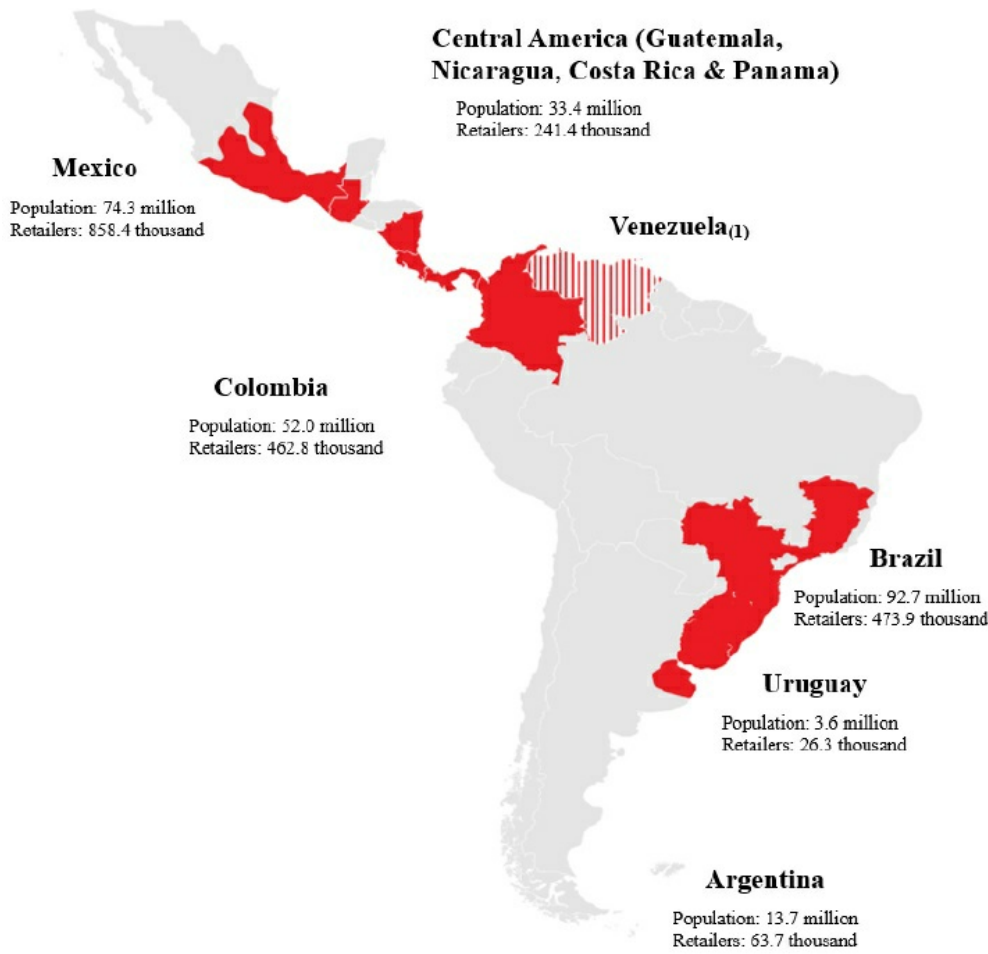 Central America (Guatemala,
Nicaragua, Costa Rica & Panama)
Population: 33.4 million
Retailers: 241.4 thousand
Mexico
Population: 74.3 million
Retailers: 858.4 thousand
Venezuela(1)
Colombia
Population: 52.0 million
Retailers: 462.8 thousand
Brazil
Population: 92.7 million
Retailers: 473.9 thousand
Uruguay
Population: 3.6 million
Retailers: 26.3 thousand
Argentina
Population: 13.7 million
Retailers: 63.7 thousand